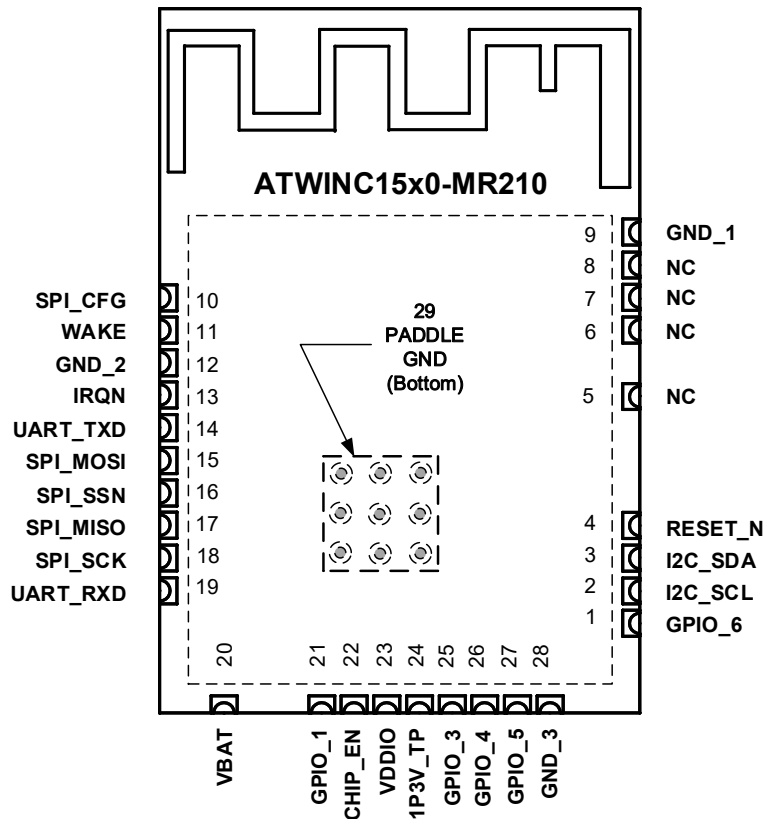 ATWINC15x0-MR210
9 GND_1
8 NC
7 NC
6 NC
5 NC
4 RESET_N
3 I2C_SDA
2 I2C_SCL
1 GPIO_6
SPI_CFG 10
WAKE 11
GND_2 12
IRQN 13
UART_TXD 14
SPI_MOSI 15
SPI_SSN 16
SPI_MISO 17
SPI_SCK 18
UART_RXD 19
29
PADDLE
GND
(Bottom)
20 VBAT
21 GPIO_1
22 CHIP_EN
23 VDDIO
24 1P3V_TP
25 GPIO_3
26 GPIO_4
27 GPIO_5
28 GND_3